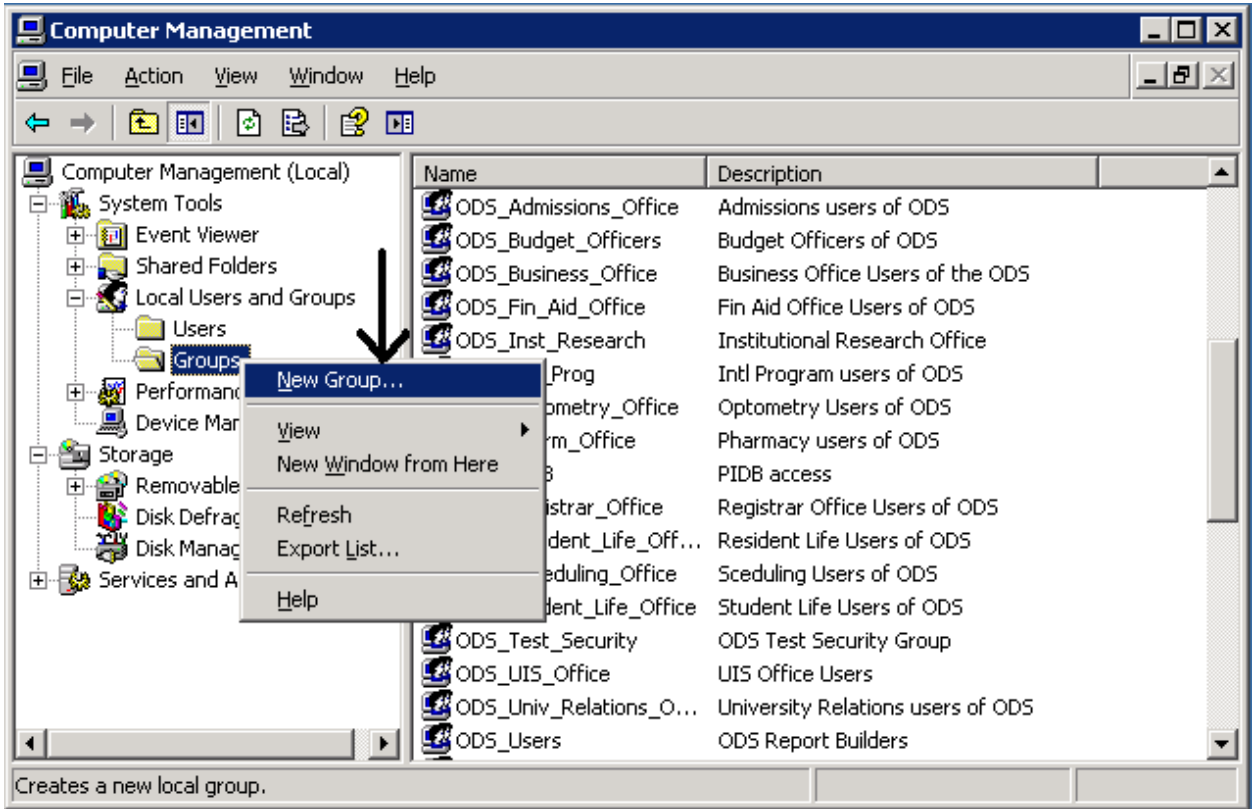 Computer Management
File Action View Window Help
Computer Management (Local)
System Tools
Event Viewer
Shared Folders
Local Users and Groups
Users
Groups
Performanc
Device Mar
Storage
Removable
Disk Defrag
Disk Manag
Services and A
New Group...
View
New Window from Here
Refresh
Export List...
Help
Name Description
ODS_Admissions_Office Admissions users of ODS
ODS_Budget_Officers Budget Officers of ODS
ODS_Business_Office Business Office Users of the ODS
ODS_Fin_Aid_Office Fin Aid Office Users of ODS
ODS_Inst_Research Institutional Research Office
_Prog Intl Program users of ODS
ometry_Office Optometry Users of ODS
rm_Office Pharmacy users of ODS
B PIDB access
istrar_Office Registrar Office Users of ODS
ident_Life_Off... Resident Life Users of ODS
eduling_Office Sceduling Users of ODS
dent_Life_Office Student Life Users of ODS
ODS_Test_Security ODS Test Security Group
ODS_UIS_Office UIS Office Users
ODS_Univ_Relations_O... University Relations users of ODS
ODS_Users ODS Report Builders
Creates a new local group.